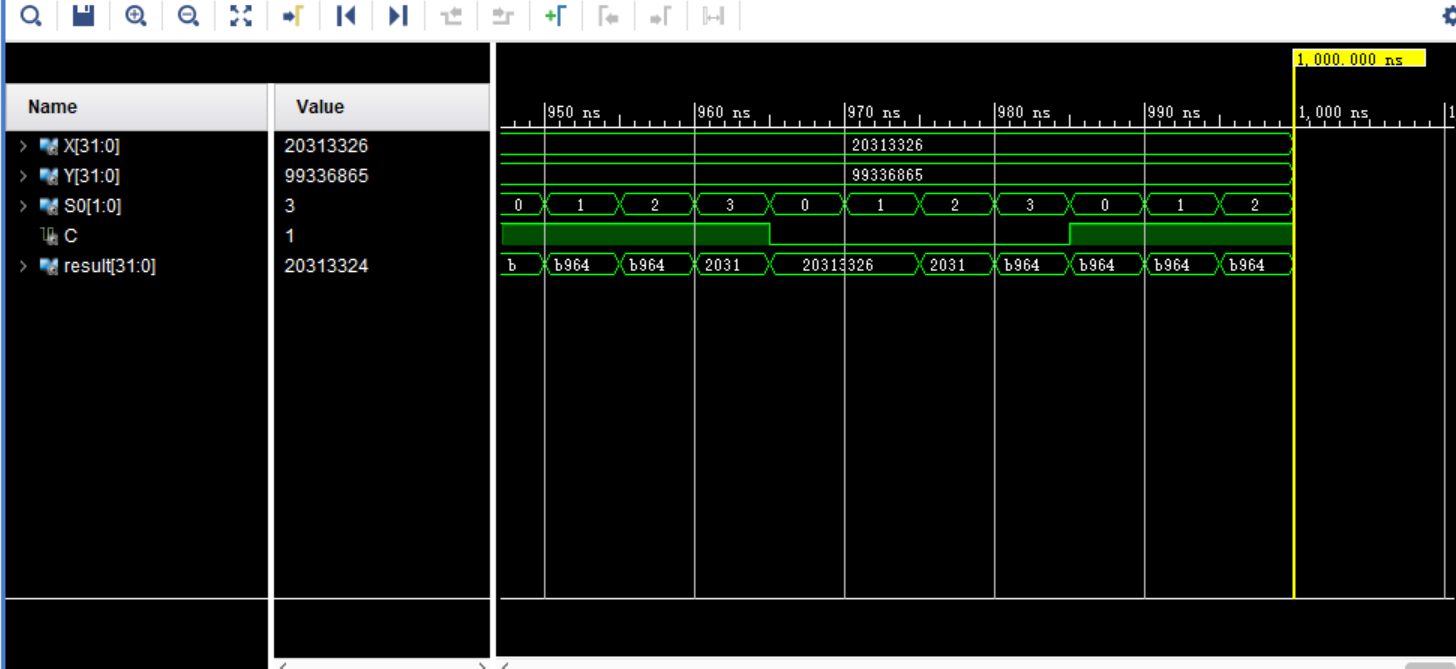 1,000.000 ns
Name Value
950 ns 960 ns 970 ns 980 ns 990 ns 1,000 ns 1
X[31:0] 20313326 20313326
Y[31:0] 99336865 99336865
S0[1:0] 3 0 1 2 3 0 1 2 3 0 1 2
C 1
result[31:0] 20313324 b b964 b964 2031 20313326 2031 b964 b964 b964 b964